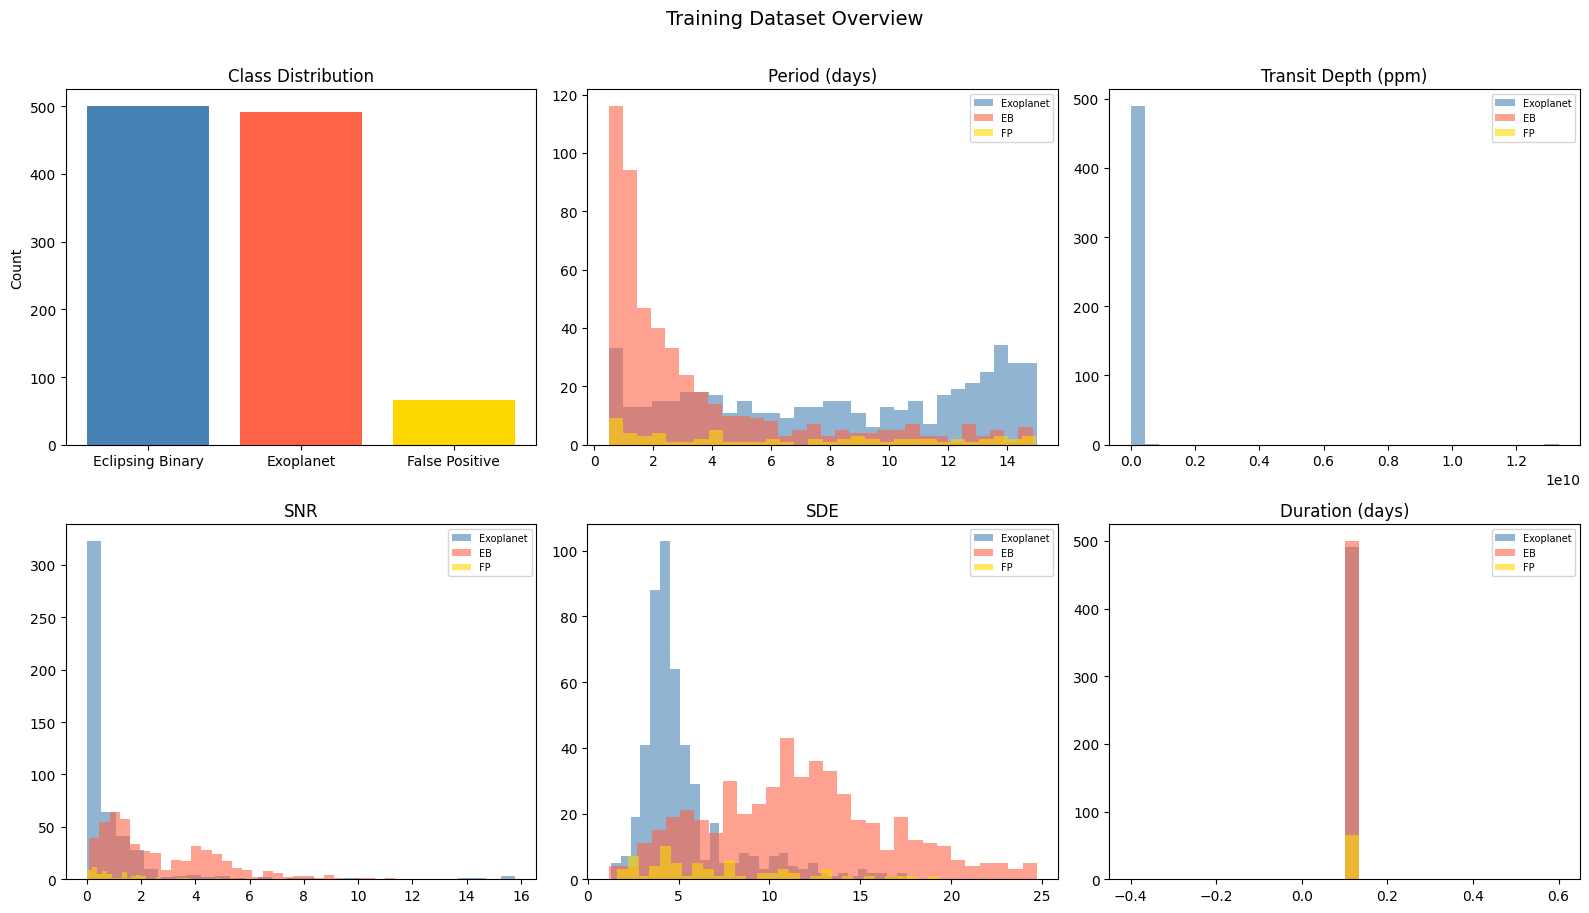 Training Dataset Overview
Class Distribution
Count
500
400
300
200
100
0
Eclipsing Binary
Exoplanet
False Positive
Period (days)
Exoplanet
EB
FP
120
100
80
60
40
20
0
0
2
4
6
8
10
12
14
Transit Depth (ppm)
Exoplanet
EB
FP
500
400
300
200
100
0
0.0
0.2
0.4
0.6
0.8
1.0
1.2
1e10
SNR
Exoplanet
EB
FP
300
250
200
150
100
50
0
0
2
4
6
8
10
12
14
16
SDE
Exoplanet
EB
FP
100
80
60
40
20
0
0
5
10
15
20
25
Duration (days)
Exoplanet
EB
FP
500
400
300
200
100
0
−0.4
−0.2
0.0
0.2
0.4
0.6